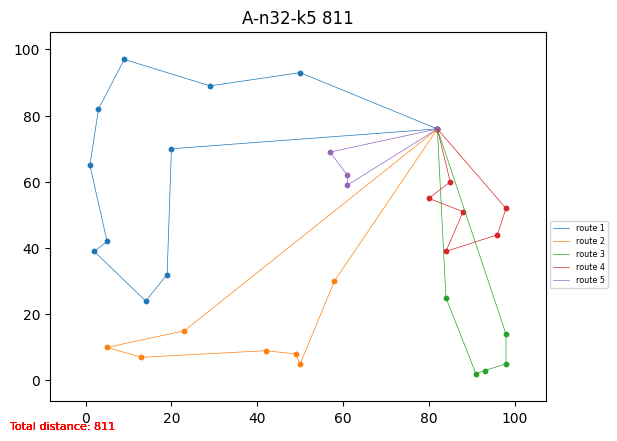 A-n32-k5 811
100
80
60
40
20
0
0 20 40 60 80 100
route 1
route 2
route 3
route 4
route 5
Total distance: 811